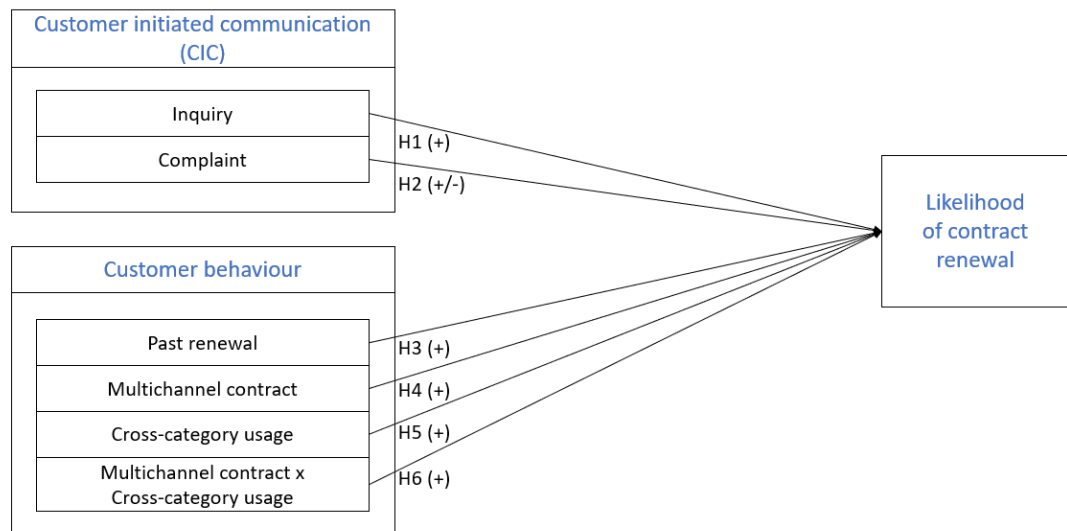 Customer initiated communication
(CIC)
Inquiry
Complaint
H1 (+)
H2 (+/-)
Customer behaviour
Past renewal
Multichannel contract
Cross-category usage
Multichannel contract x
Cross-category usage
H3 (+)
H4 (+)
H5 (+)
H6 (+)
Likelihood
of contract
renewal